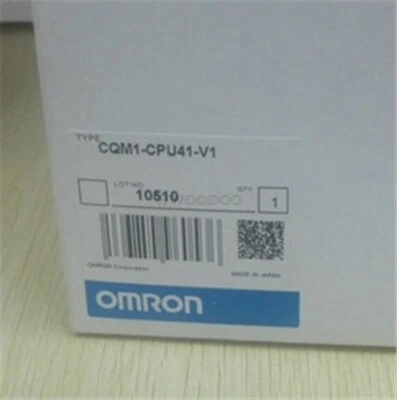 TYPE
CQM1-CPU41-V1
LOT NO.
QTY
10510
1
OMRON Corporation
MADE IN JAPAN
OMRON